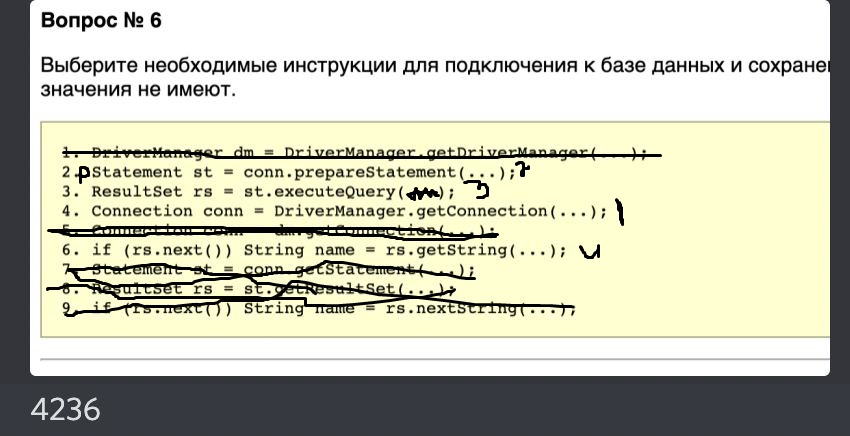 Вопрос № 6
Выберите необходимые инструкции для подключения к базе данных и сохране
значения не имеют.
1. DriverManager dm = DriverManager.getDriverManager(...);
2. pStatement st = conn.prepareStatement(...); 2
3. ResultSet rs = st.executeQuery( ); 3
4. Connection conn = DriverManager.getConnection(...); 1
5. Connection conn = dm.getConnection(...);
6. if (rs.next()) String name = rs.getString(...); 4
7. Statement st = conn.getStatement(...);
8. ResultSet rs = st.getResultSet(...);
9. if (rs.next()) String name = rs.nextString(...);
4236